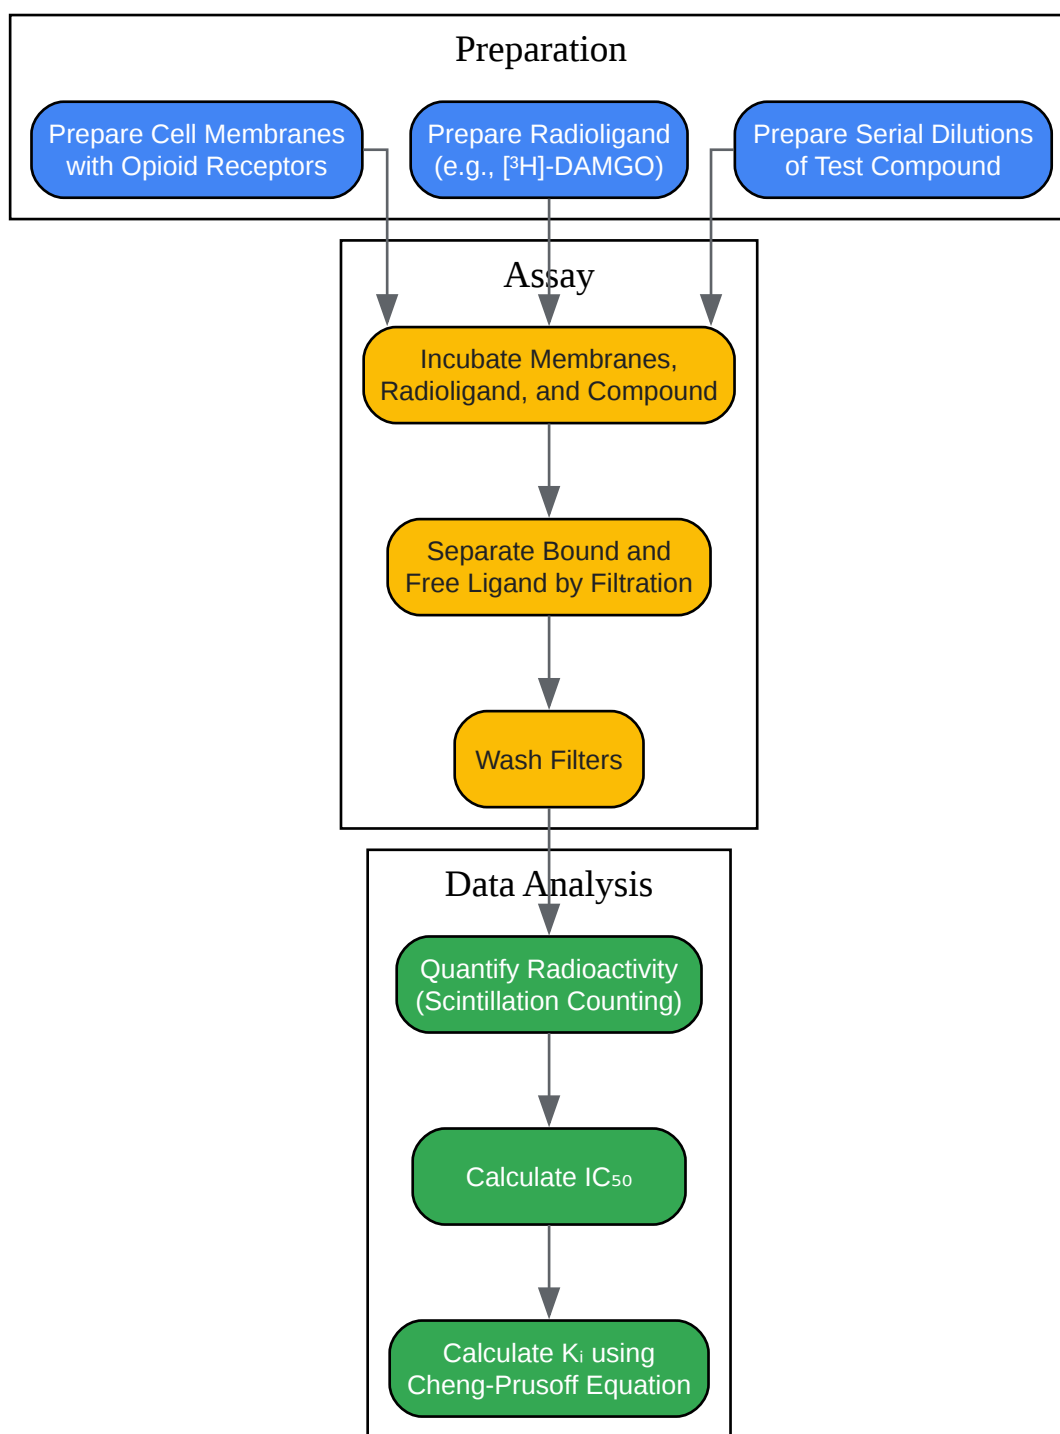 Preparation
Prepare Cell Membranes
with Opioid Receptors
Prepare Radioligand
(e.g., [³H]-DAMGO)
Prepare Serial Dilutions
of Test Compound
Assay
Incubate Membranes,
Radioligand, and Compound
Separate Bound and
Free Ligand by Filtration
Wash Filters
Data Analysis
Quantify Radioactivity
(Scintillation Counting)
Calculate IC₅₀
Calculate Kᵢ using
Cheng-Prusoff Equation